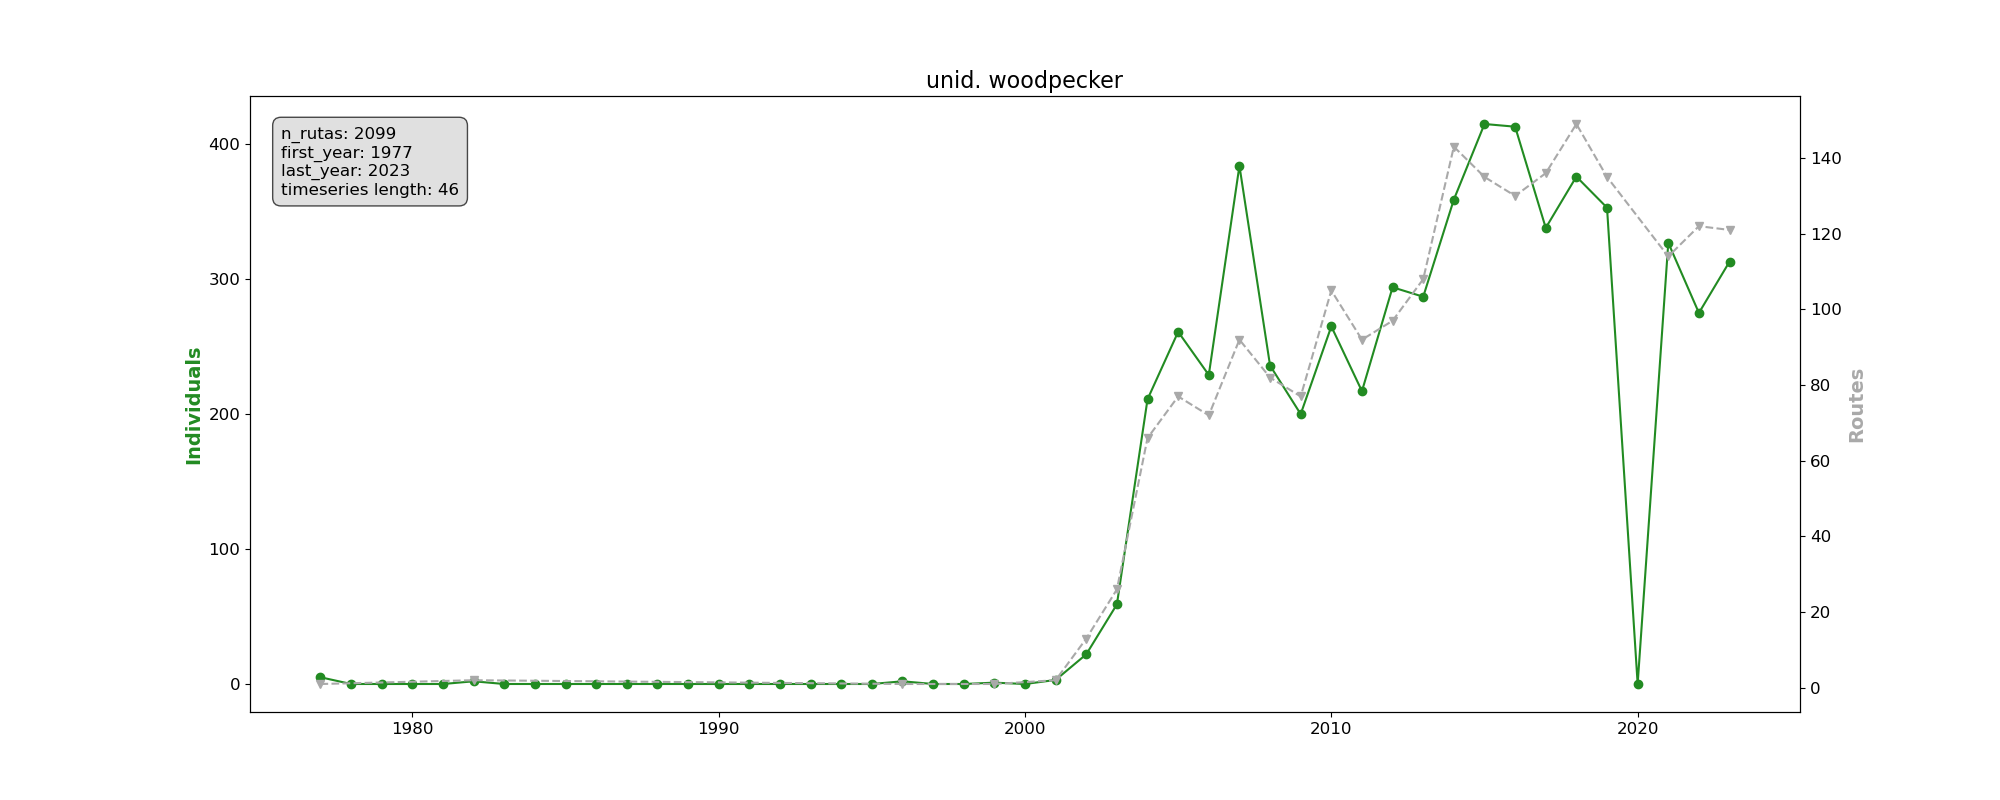 unid. woodpecker
n_rutas: 2099
first_year: 1977
last_year: 2023
timeseries length: 46
400
300
200
100
0
Individuals
140
120
100
80
60
40
20
0
Routes
1980
1990
2000
2010
2020